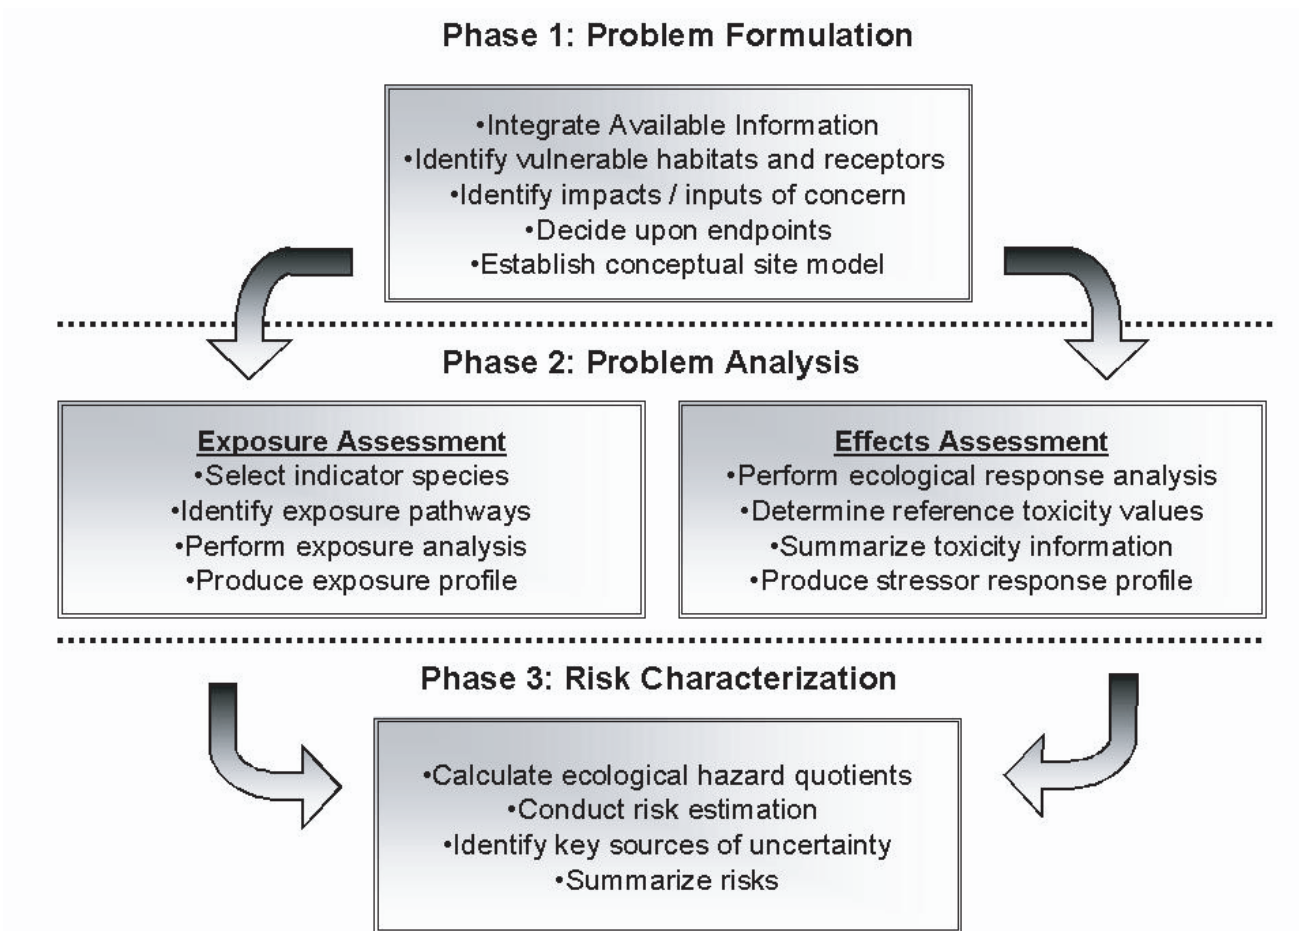 Phase 1: Problem Formulation
•Integrate Available Information
•Identify vulnerable habitats and receptors
•Identify impacts / inputs of concern
•Decide upon endpoints
•Establish conceptual site model
Phase 2: Problem Analysis
Exposure Assessment
•Select indicator species
•Identify exposure pathways
•Perform exposure analysis
•Produce exposure profile
Effects Assessment
•Perform ecological response analysis
•Determine reference toxicity values
•Summarize toxicity information
•Produce stressor response profile
Phase 3: Risk Characterization
•Calculate ecological hazard quotients
•Conduct risk estimation
•Identify key sources of uncertainty
•Summarize risks